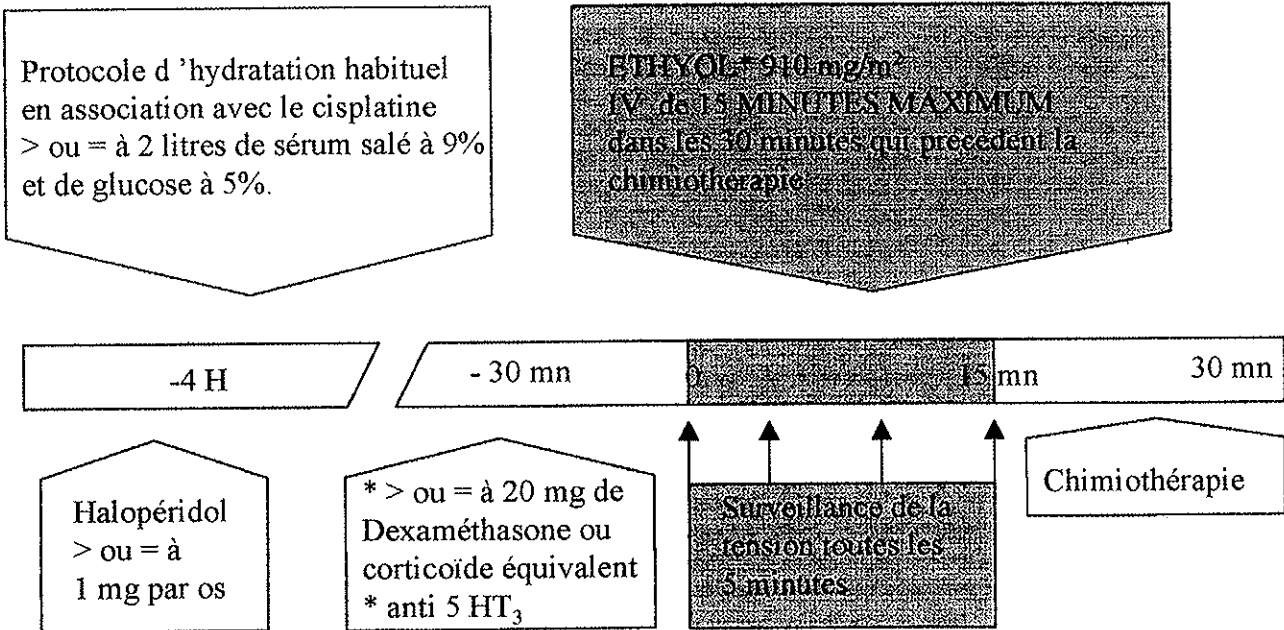 Protocole d 'hydratation habituel
en association avec le cisplatine
> ou = à 2 litres de sérum salé à 9%
et de glucose à 5%.
ETHYOL* 910 mg/m²
IV de 15 MINUTES MAXIMUM
dans les 30 minutes qui précèdent la
chimiothérapie
-4 H
- 30 mn
0
15 mn
30 mn
Halopéridol
> ou = à
1 mg par os
* > ou = à 20 mg de
Dexaméthasone ou
corticoïde équivalent
* anti 5 HT₃
Surveillance de la
tension toutes les
5 minutes
Chimiothérapie